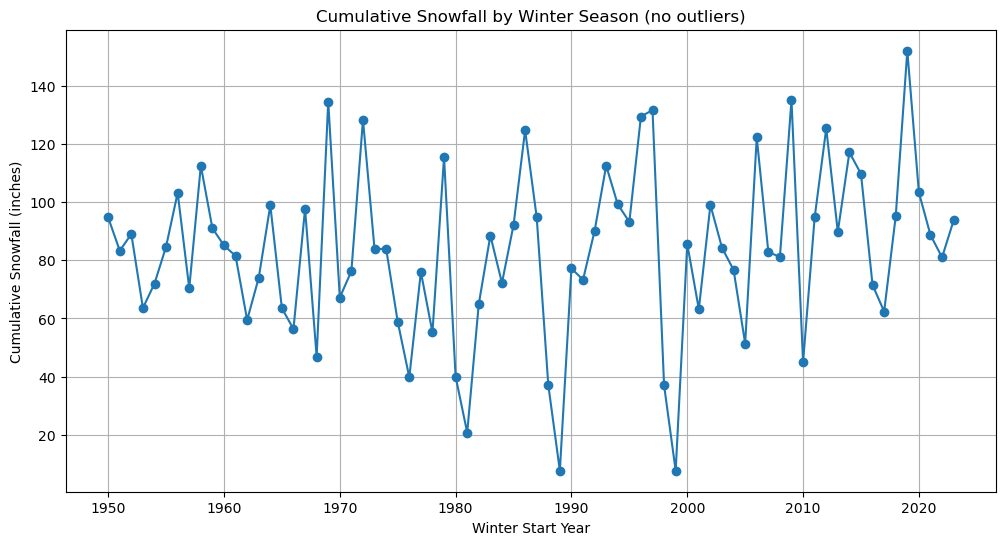 Cumulative Snowfall by Winter Season (no outliers)
Cumulative Snowfall (inches)
140
120
100
80
60
40
20
1950 1960 1970 1980 1990 2000 2010 2020
Winter Start Year